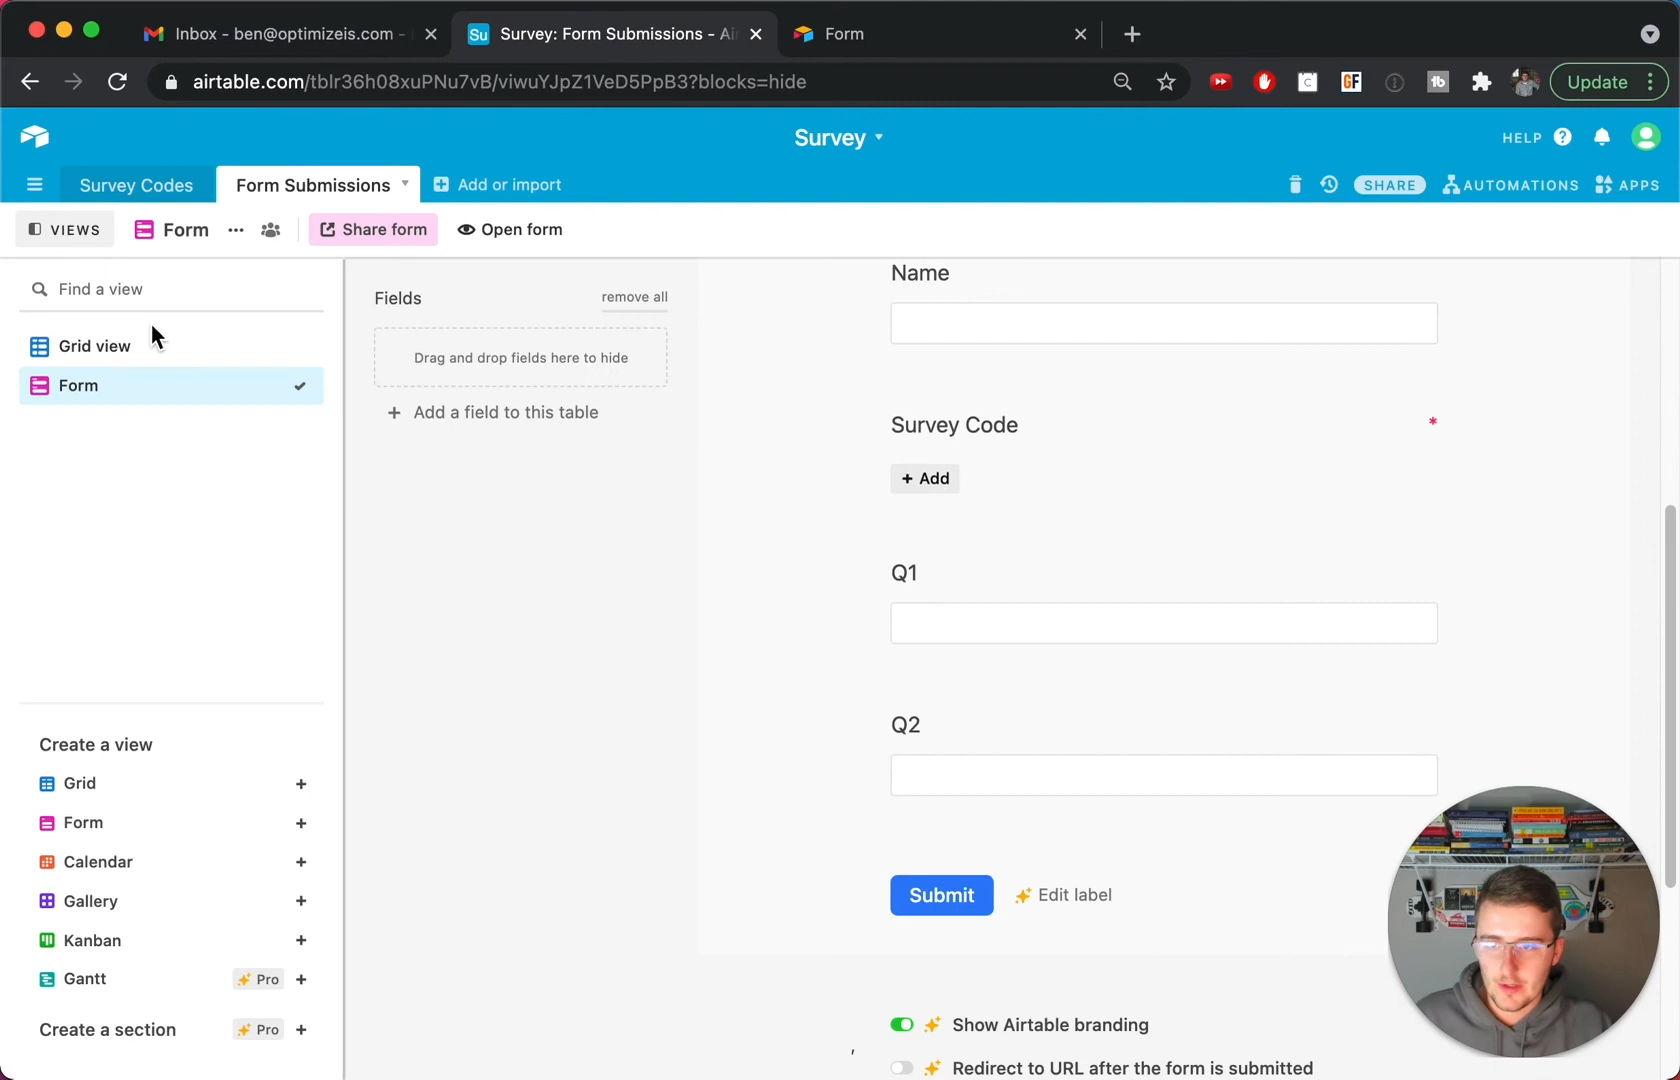 Inbox - ben@optimizeis.com -
Su Survey: Form Submissions - Air
Form
airtable.com/tblr36h08xuPNu7vB/viwuYJpZ1VeD5PpB3?blocks=hide
C
GF
tb
Update
Survey
HELP
Survey Codes
Form Submissions
Add or import
SHARE
AUTOMATIONS
APPS
VIEWS
Form
Share form
Open form
Find a view
Grid view
Form
Create a view
Grid
Form
Calendar
Gallery
Kanban
Gantt
Pro
Create a section
Pro
Fields
remove all
Drag and drop fields here to hide
+ Add a field to this table
Name
Survey Code *
+ Add
Q1
Q2
Submit
Edit label
Show Airtable branding
Redirect to URL after the form is submitted